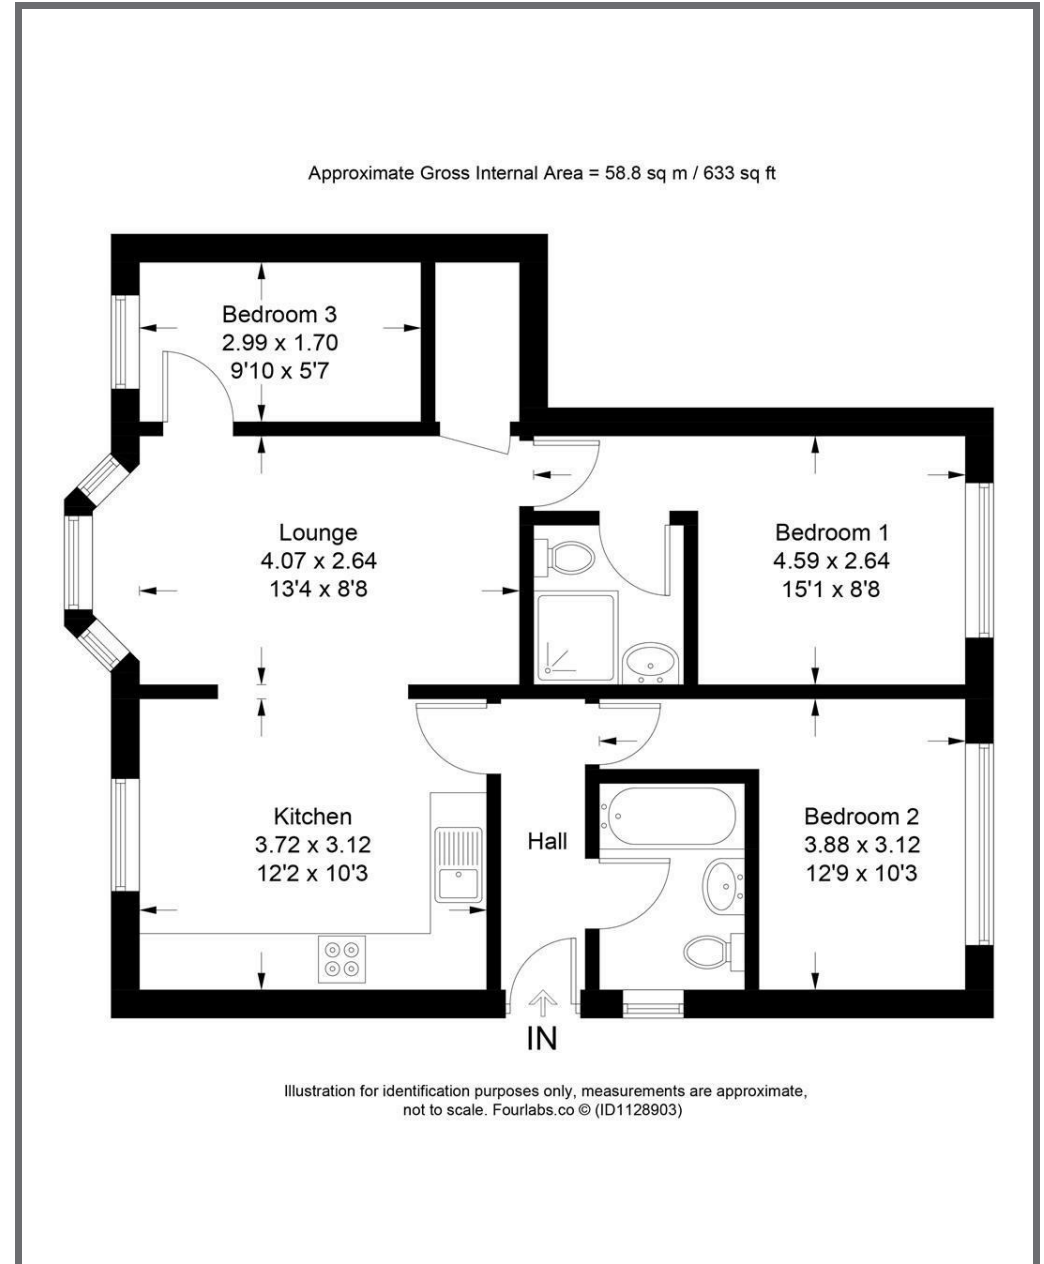 Approximate Gross Internal Area = 58.8 sq m / 633 sq ft
Bedroom 3
2.99 x 1.70
9'10 x 5'7
Lounge
4.07 x 2.64
13'4 x 8'8
Bedroom 1
4.59 x 2.64
15'1 x 8'8
Kitchen
3.72 x 3.12
12'2 x 10'3
Hall
Bedroom 2
3.88 x 3.12
12'9 x 10'3
IN
Illustration for identification purposes only, measurements are approximate,
not to scale. Fourlabs.co © (ID1128903)